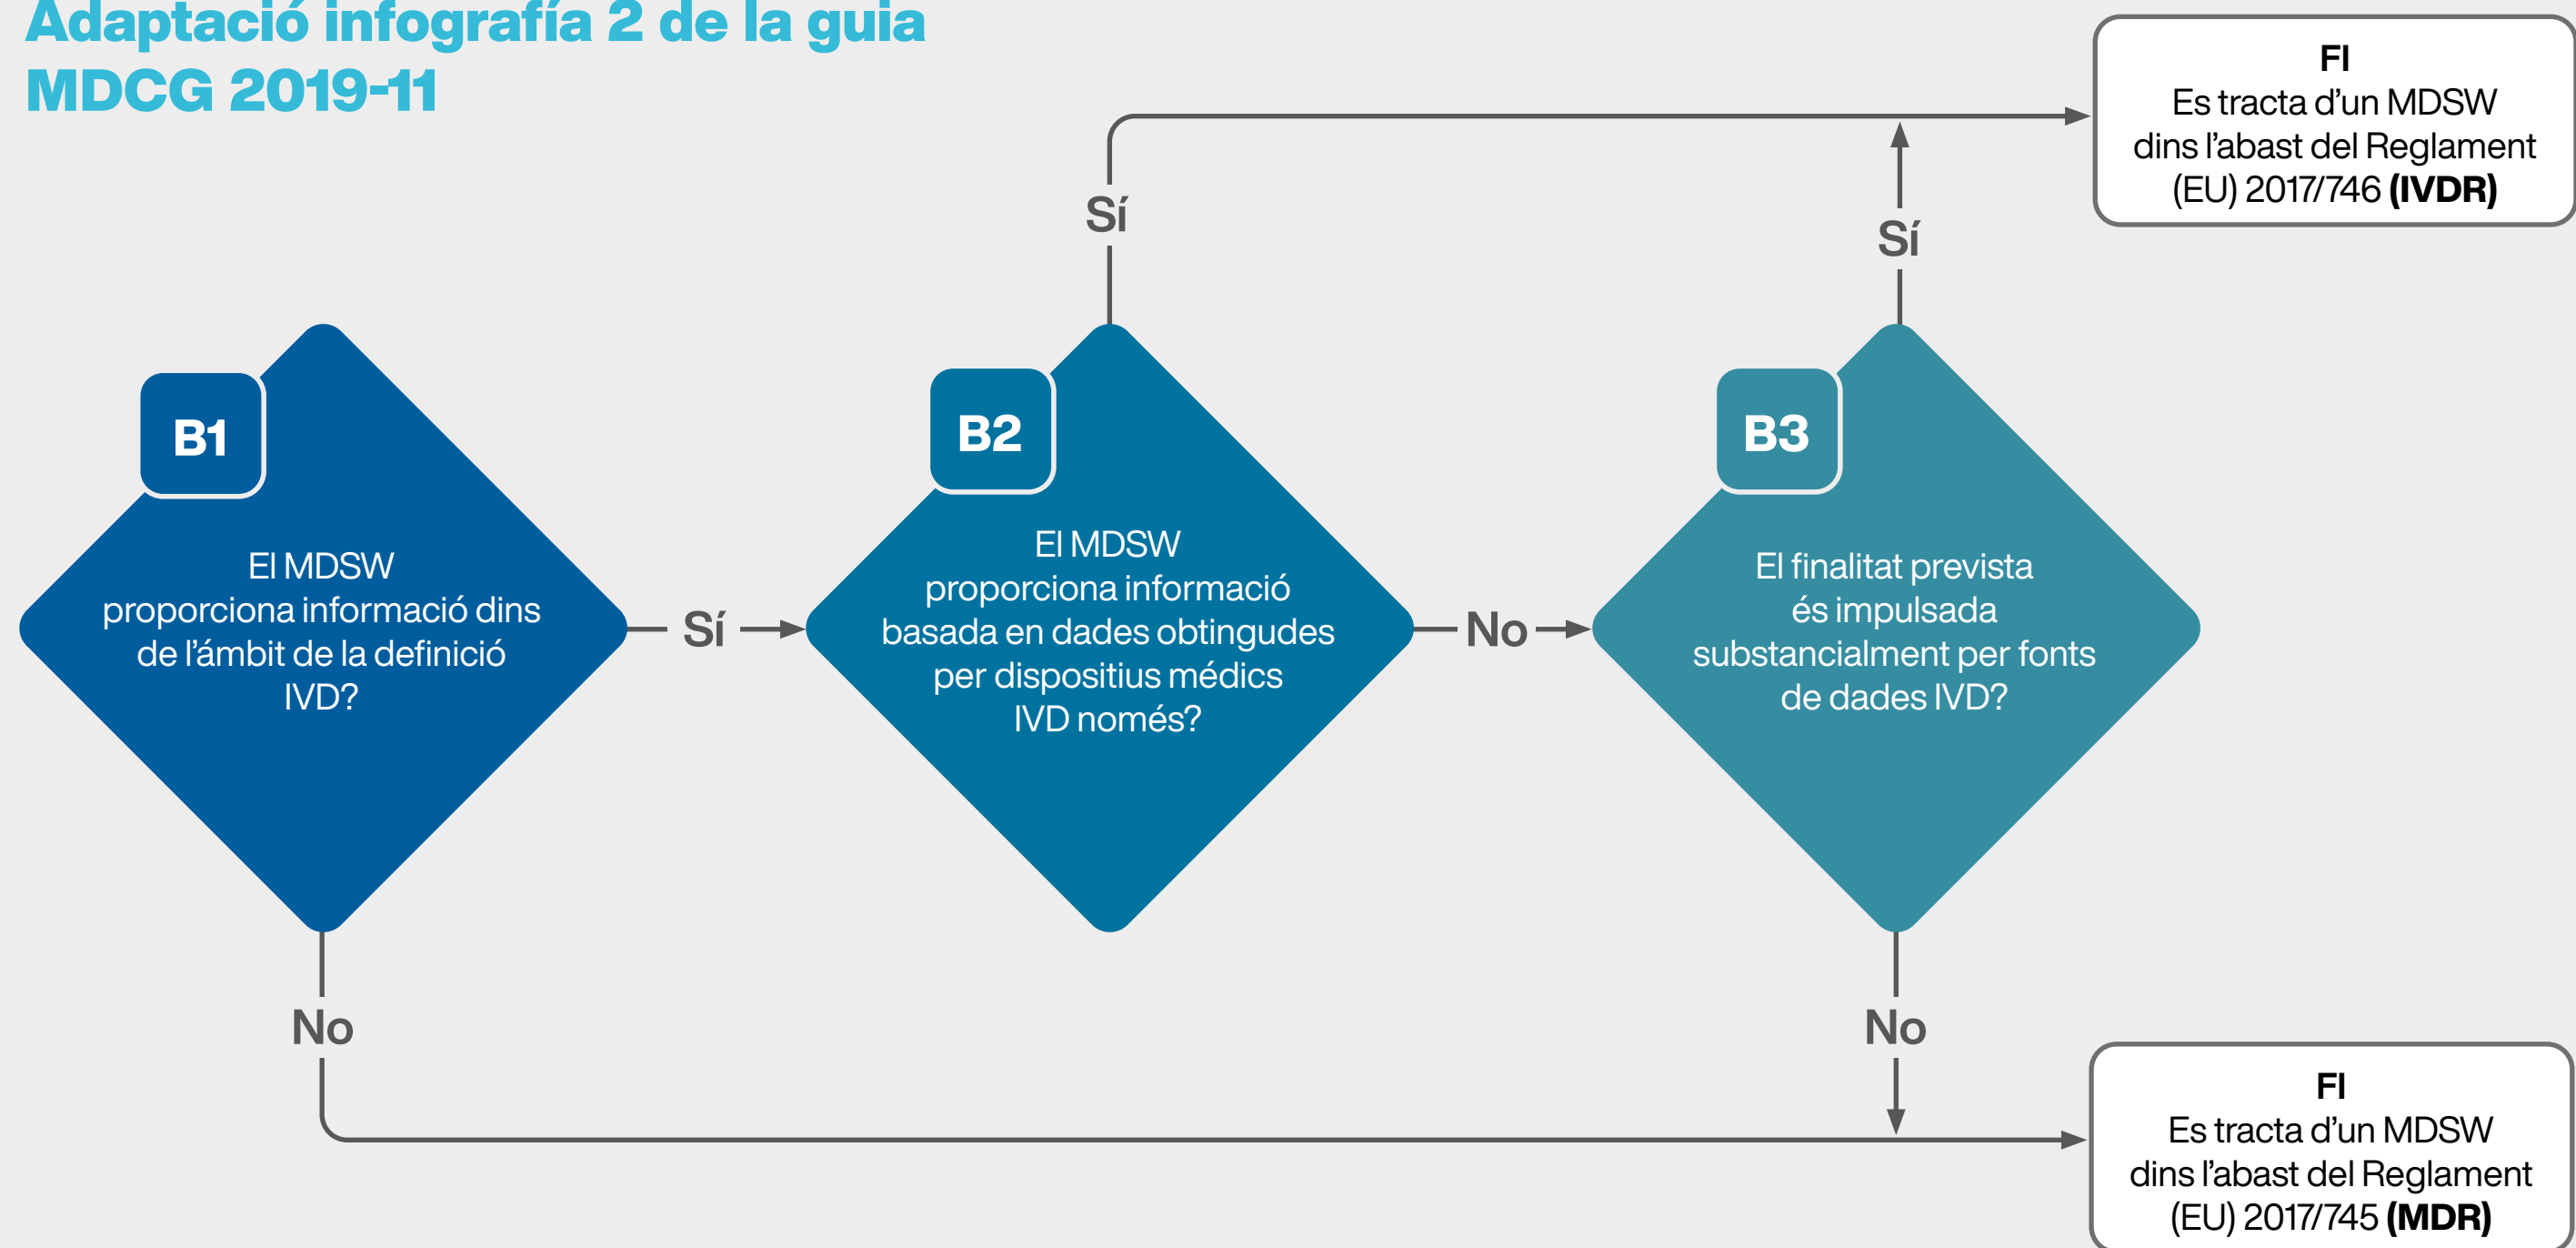 Adaptació infografía 2 de la guia
MDCG 2019-11
FI
Es tracta d'un MDSW
dins l'abast del Reglament
(EU) 2017/746 (IVDR)
Sí
Sí
B1
El MDSW
proporciona informació dins
de l'ámbit de la definició
IVD?
Sí
B2
El MDSW
proporciona informació
basada en dades obtingudes
per dispositius médics
IVD només?
No
B3
El finalitat prevista
és impulsada
substancialment per fonts
de dades IVD?
No
No
FI
Es tracta d'un MDSW
dins l'abast del Reglament
(EU) 2017/745 (MDR)